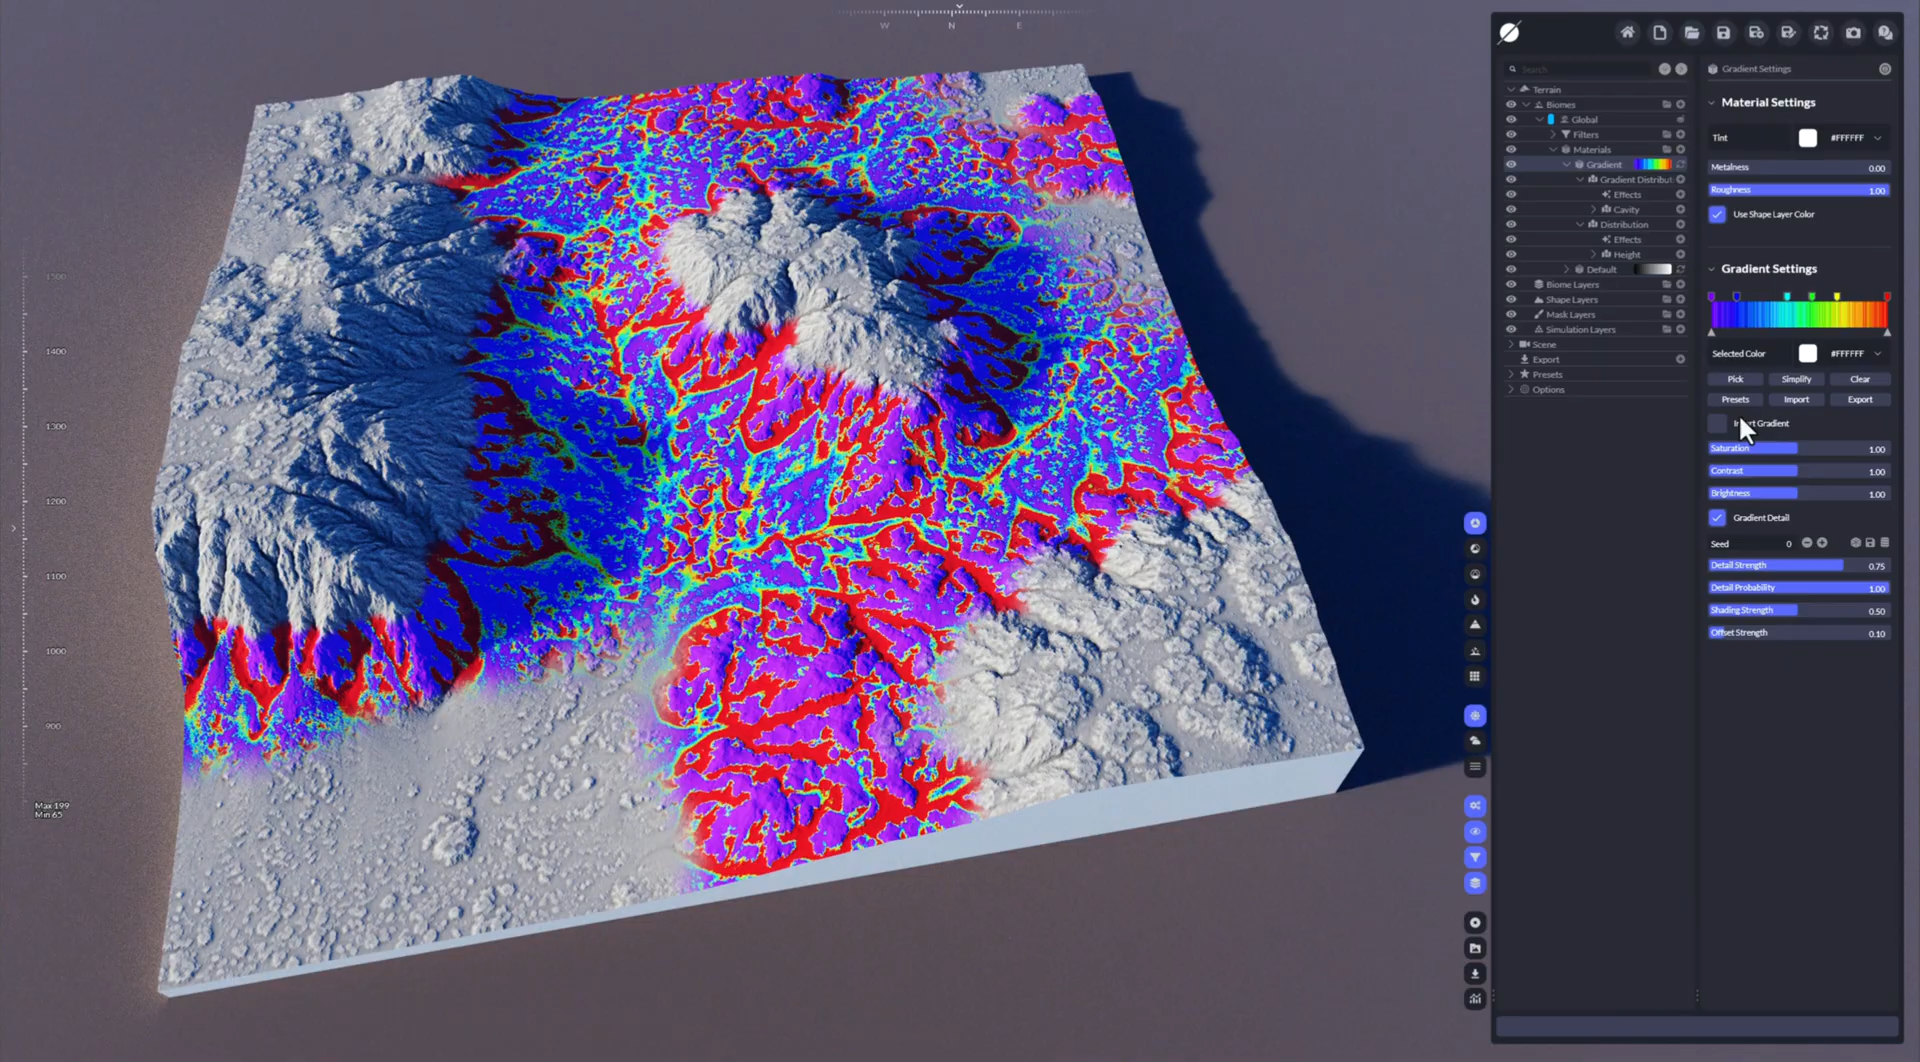 W N E
1500
1400
1300
1200
1100
1000
900
Max 199
Min 65
Search
Terrain
Biomes
Global
Filters
Materials
Gradient
Gradient Distribut
Effects
Cavity
Distribution
Effects
Height
Default
Biome Layers
Shape Layers
Mask Layers
Simulation Layers
Scene
Export
Presets
Options
Gradient Settings
Material Settings
Tint #FFFFFF
Metalness 0.00
Roughness 1.00
Use Shape Layer Color
Gradient Settings
Selected Color #FFFFFF
Pick Simplify Clear
Presets Import Export
Gradient
Saturation 1.00
Contrast 1.00
Brightness 1.00
Gradient Detail
Seed 0
Detail Strength 0.75
Detail Probability 1.00
Shading Strength 0.50
Offset Strength 0.10